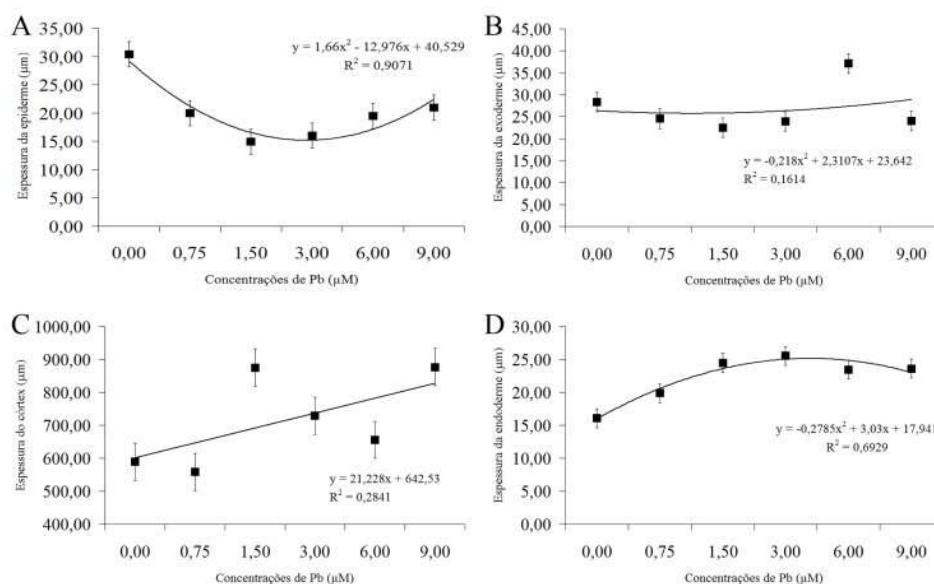 A
Espessura da epiderme (µm)
35,00
30,00
25,00
20,00
15,00
10,00
5,00
0,00
y = 1,66x² - 12,976x + 40,529
R² = 0,9071
0,00 0,75 1,50 3,00 6,00 9,00
Concentrações de Pb (µM)
B
Espessura da exoderme (µm)
45,00
40,00
35,00
30,00
25,00
20,00
15,00
10,00
5,00
0,00
y = -0,218x² + 2,3107x + 23,642
R² = 0,1614
0,00 0,75 1,50 3,00 6,00 9,00
Concentrações de Pb (µM)
C
Espessura do córtex (µm)
1000,00
900,00
800,00
700,00
600,00
500,00
400,00
y = 21,228x + 642,53
R² = 0,2841
0,00 0,75 1,50 3,00 6,00 9,00
Concentrações de Pb (µM)
D
Espessura da endoderme (µm)
30,00
25,00
20,00
15,00
10,00
5,00
0,00
y = -0,2785x² + 3,03x + 17,941
R² = 0,6929
0,00 0,75 1,50 3,00 6,00 9,00
Concentrações de Pb (µM)